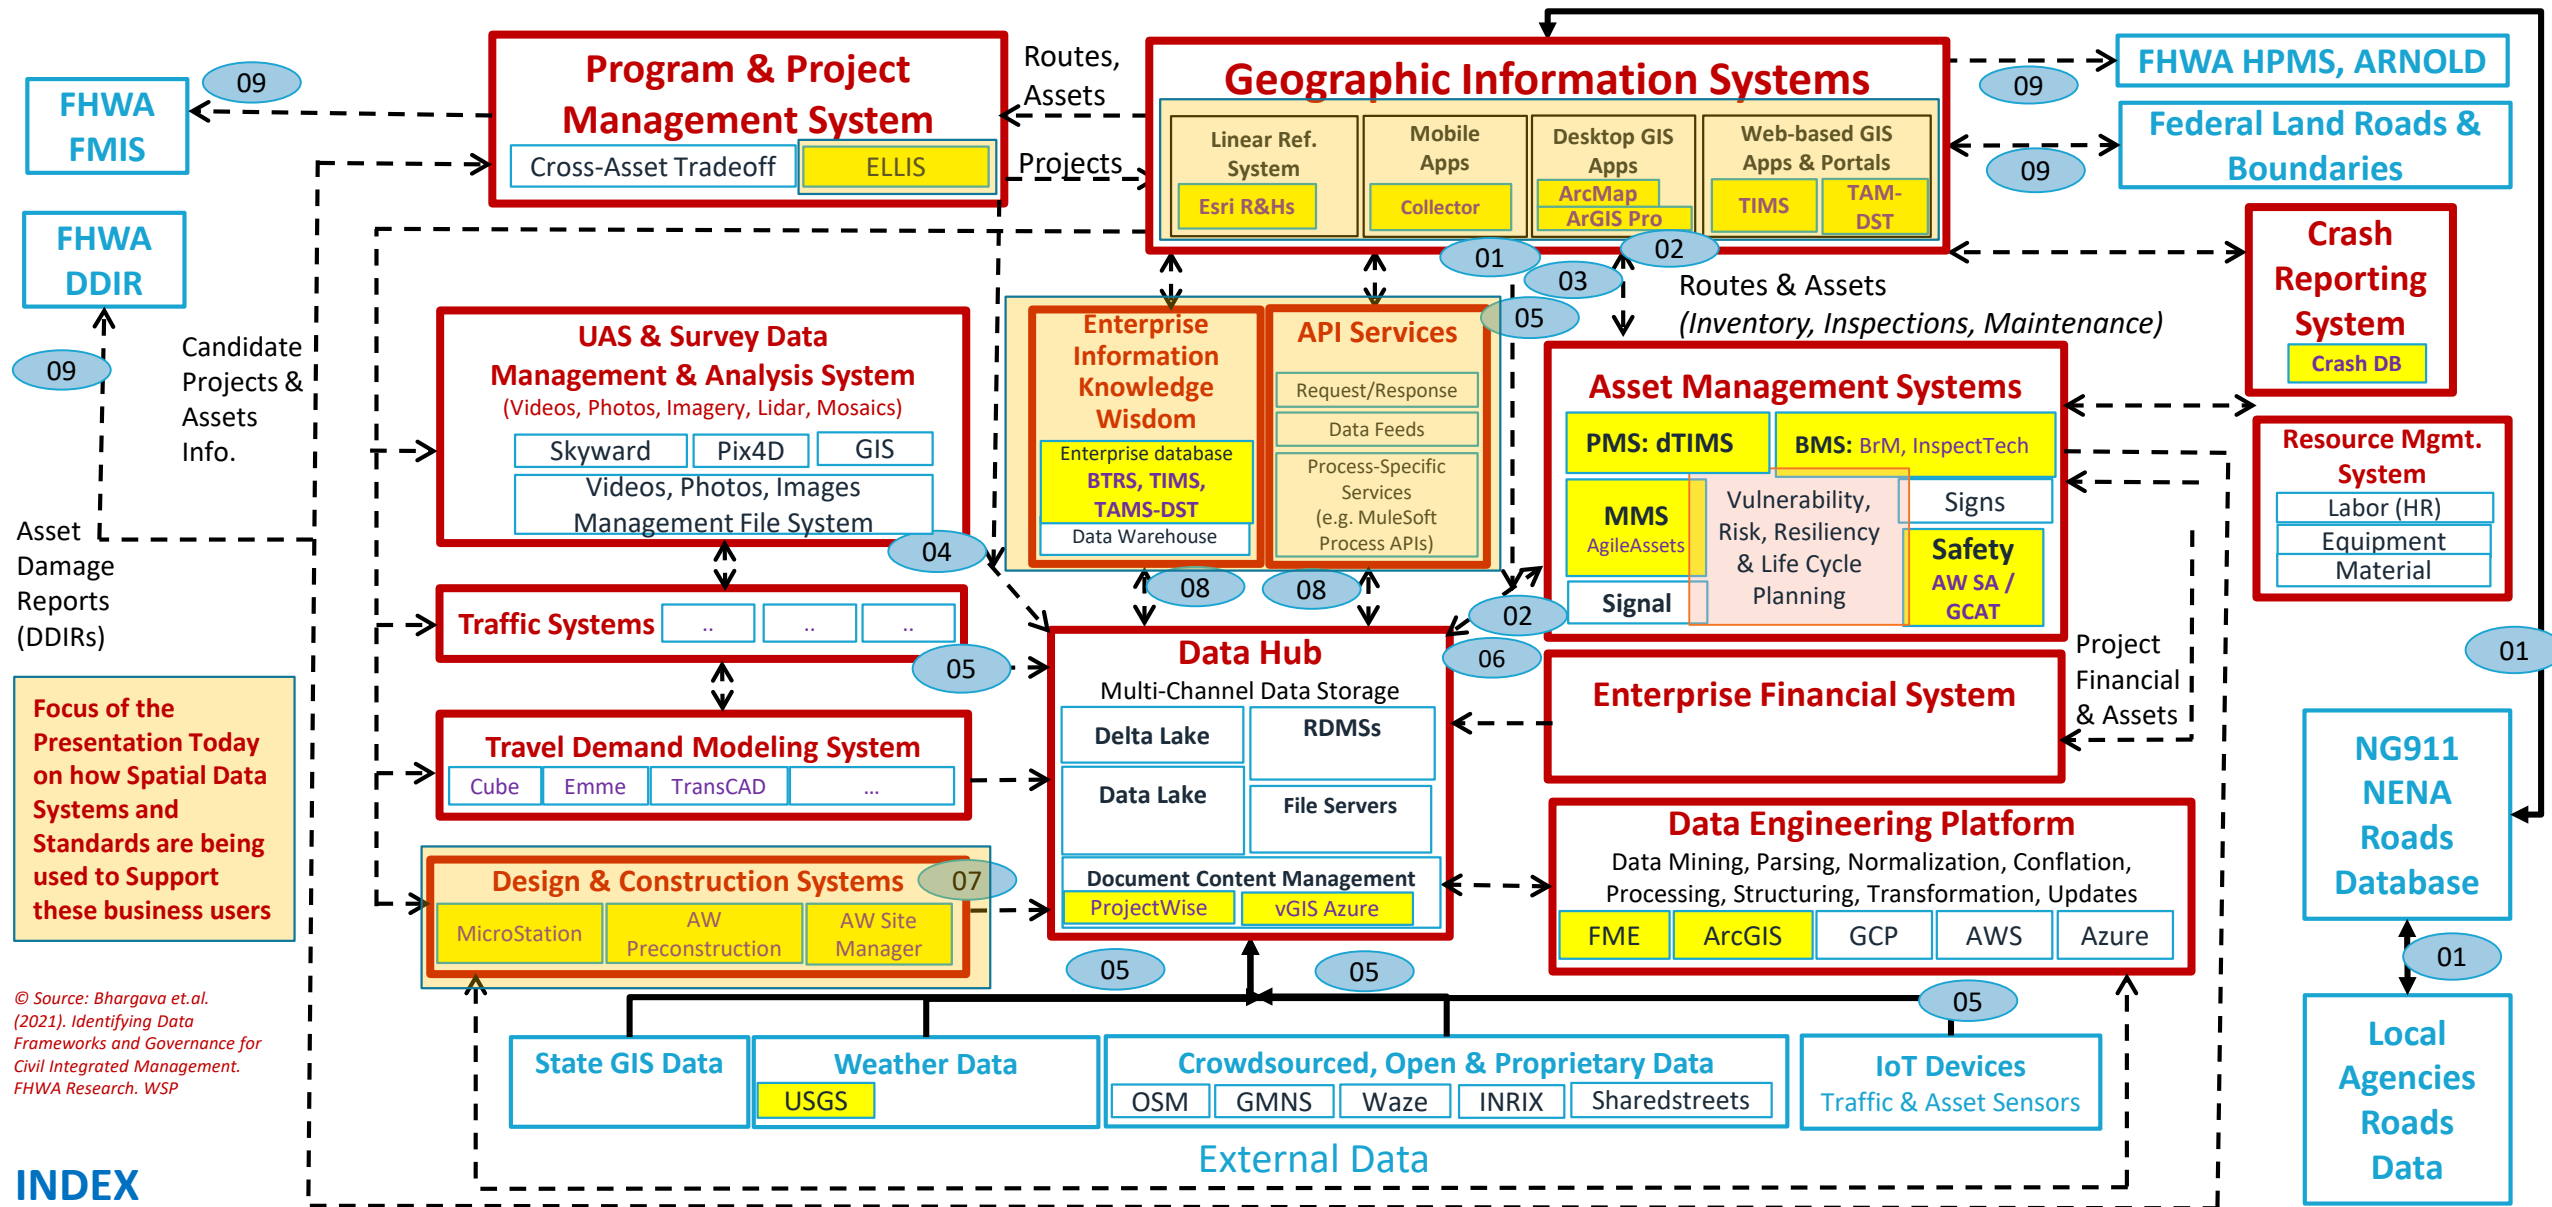 Program & Project
Management System
Cross-Asset Tradeoff
ELLIS
09
FHWA
FMIS
FHWA
DDIR
09
Routes,
Assets
Projects
Geographic Information Systems
Linear Ref.
System
Esri R&Hs
Mobile
Apps
Collector
Desktop GIS
Apps
ArcMap
ArGIS Pro
Web-based GIS
Apps & Portals
TIMS
TAM-
DST
09
FHWA HPMS, ARNOLD
09
Federal Land Roads &
Boundaries
Crash
Reporting
System
Crash DB
01
02
03
05
Routes & Assets
(Inventory, Inspections, Maintenance)
Candidate
Projects &
Assets
Info.
Asset
Damage
Reports
(DDIRs)
UAS & Survey Data
Management & Analysis System
(Videos, Photos, Imagery, Lidar, Mosaics)
Skyward
Pix4D
GIS
Videos, Photos, Images
Management File System
04
Enterprise
Information
Knowledge
Wisdom
Enterprise database
BTRS, TIMS,
TAMS-DST
Data Warehouse
API Services
Request/Response
Data Feeds
Process-Specific
Services
(e.g. MuleSoft
Process APIs)
08
08
Asset Management Systems
PMS: dTIMS
BMS: BrM, InspectTech
MMS
AgileAssets
Vulnerability,
Risk, Resiliency
& Life Cycle
Planning
Signs
Safety
AW SA /
GCAT
Signal
02
06
Resource Mgmt.
System
Labor (HR)
Equipment
Material
01
Traffic Systems
..
..
..
05
Travel Demand Modeling System
Cube
Emme
TransCAD
...
Design & Construction Systems
07
MicroStation
AW
Preconstruction
AW Site
Manager
Data Hub
Multi-Channel Data Storage
Delta Lake
RDMSs
Data Lake
File Servers
Document Content Management
ProjectWise
vGIS Azure
Enterprise Financial System
Project
Financial
& Assets
Data Engineering Platform
Data Mining, Parsing, Normalization, Conflation,
Processing, Structuring, Transformation, Updates
FME
ArcGIS
GCP
AWS
Azure
NG911
NENA
Roads
Database
01
Local
Agencies
Roads
Data
Focus of the
Presentation Today
on how Spatial Data
Systems and
Standards are being
used to Support
these business users
© Source: Bhargava et.al.
(2021). Identifying Data
Frameworks and Governance for
Civil Integrated Management.
FHWA Research. WSP
05
05
05
State GIS Data
Weather Data
USGS
Crowdsourced, Open & Proprietary Data
OSM
GMNS
Waze
INRIX
Sharedstreets
IoT Devices
Traffic & Asset Sensors
External Data
INDEX